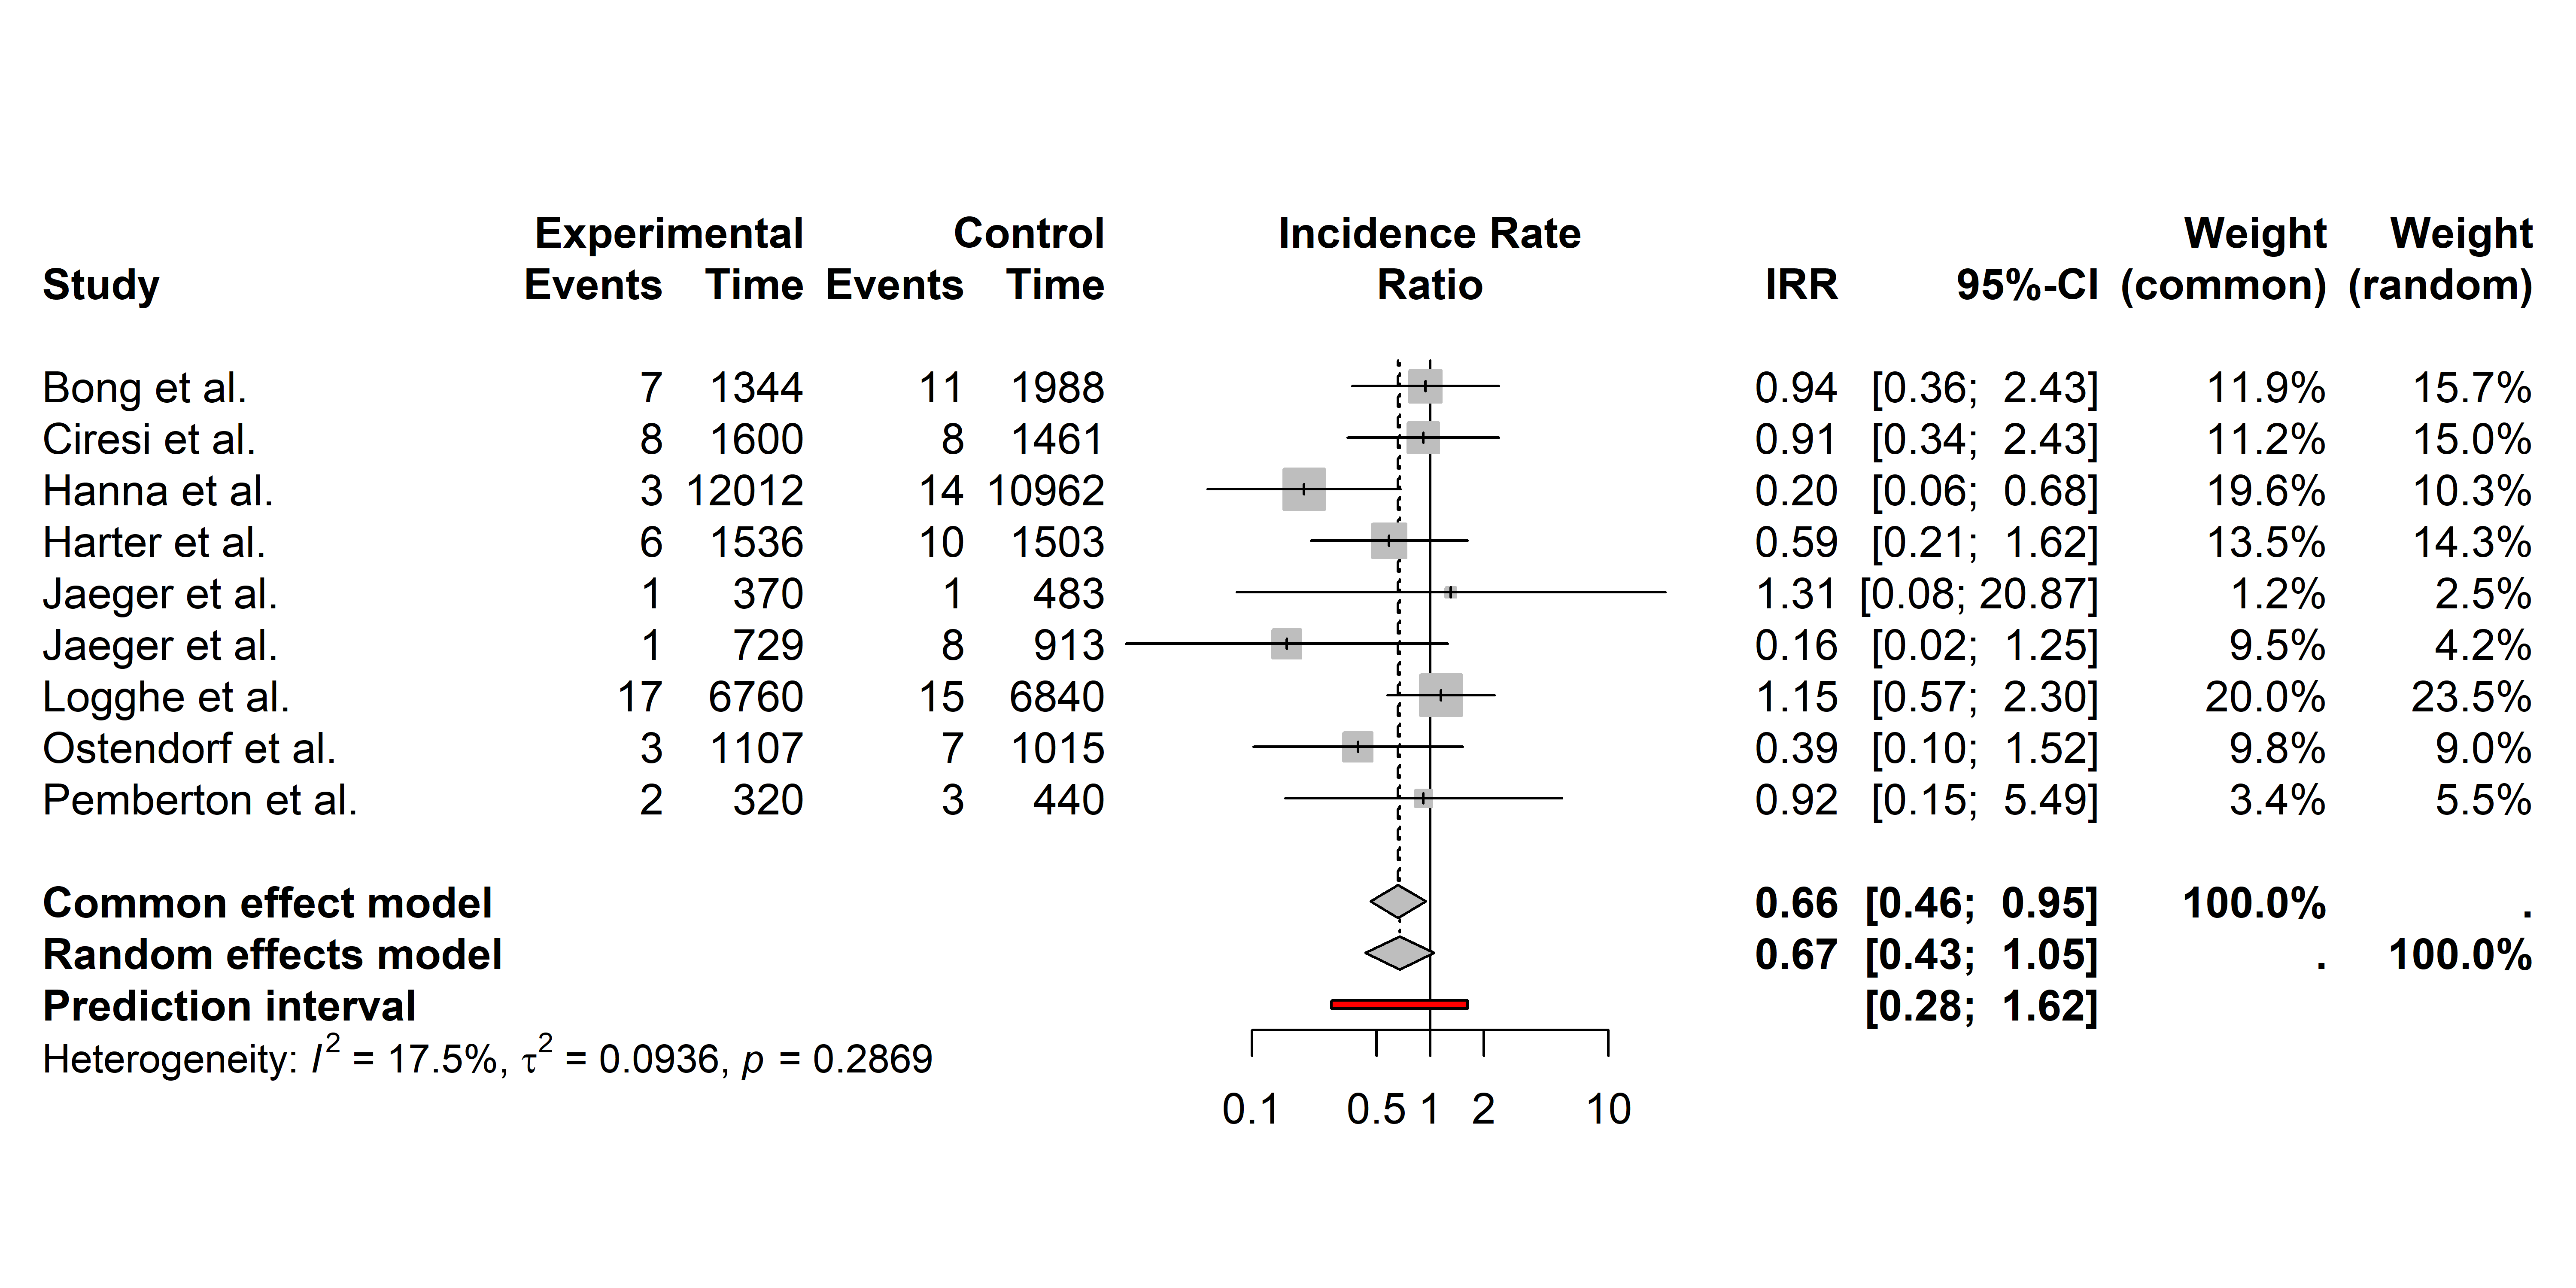 Experimental Control Incidence Rate Weight Weight
Study Events Time Events Time Ratio IRR 95%-CI (common) (random)
Bong et al. 7 1344 11 1988 0.94 [0.36; 2.43] 11.9% 15.7%
Ciresi et al. 8 1600 8 1461 0.91 [0.34; 2.43] 11.2% 15.0%
Hanna et al. 3 12012 14 10962 0.20 [0.06; 0.68] 19.6% 10.3%
Harter et al. 6 1536 10 1503 0.59 [0.21; 1.62] 13.5% 14.3%
Jaeger et al. 1 370 1 483 1.31 [0.08; 20.87] 1.2% 2.5%
Jaeger et al. 1 729 8 913 0.16 [0.02; 1.25] 9.5% 4.2%
Logghe et al. 17 6760 15 6840 1.15 [0.57; 2.30] 20.0% 23.5%
Ostendorf et al. 3 1107 7 1015 0.39 [0.10; 1.52] 9.8% 9.0%
Pemberton et al. 2 320 3 440 0.92 [0.15; 5.49] 3.4% 5.5%
Common effect model 0.66 [0.46; 0.95] 100.0% .
Random effects model 0.67 [0.43; 1.05] . 100.0%
Prediction interval [0.28; 1.62]
Heterogeneity: I² = 17.5%, τ² = 0.0936, p = 0.2869
0.1 0.5 1 2 10